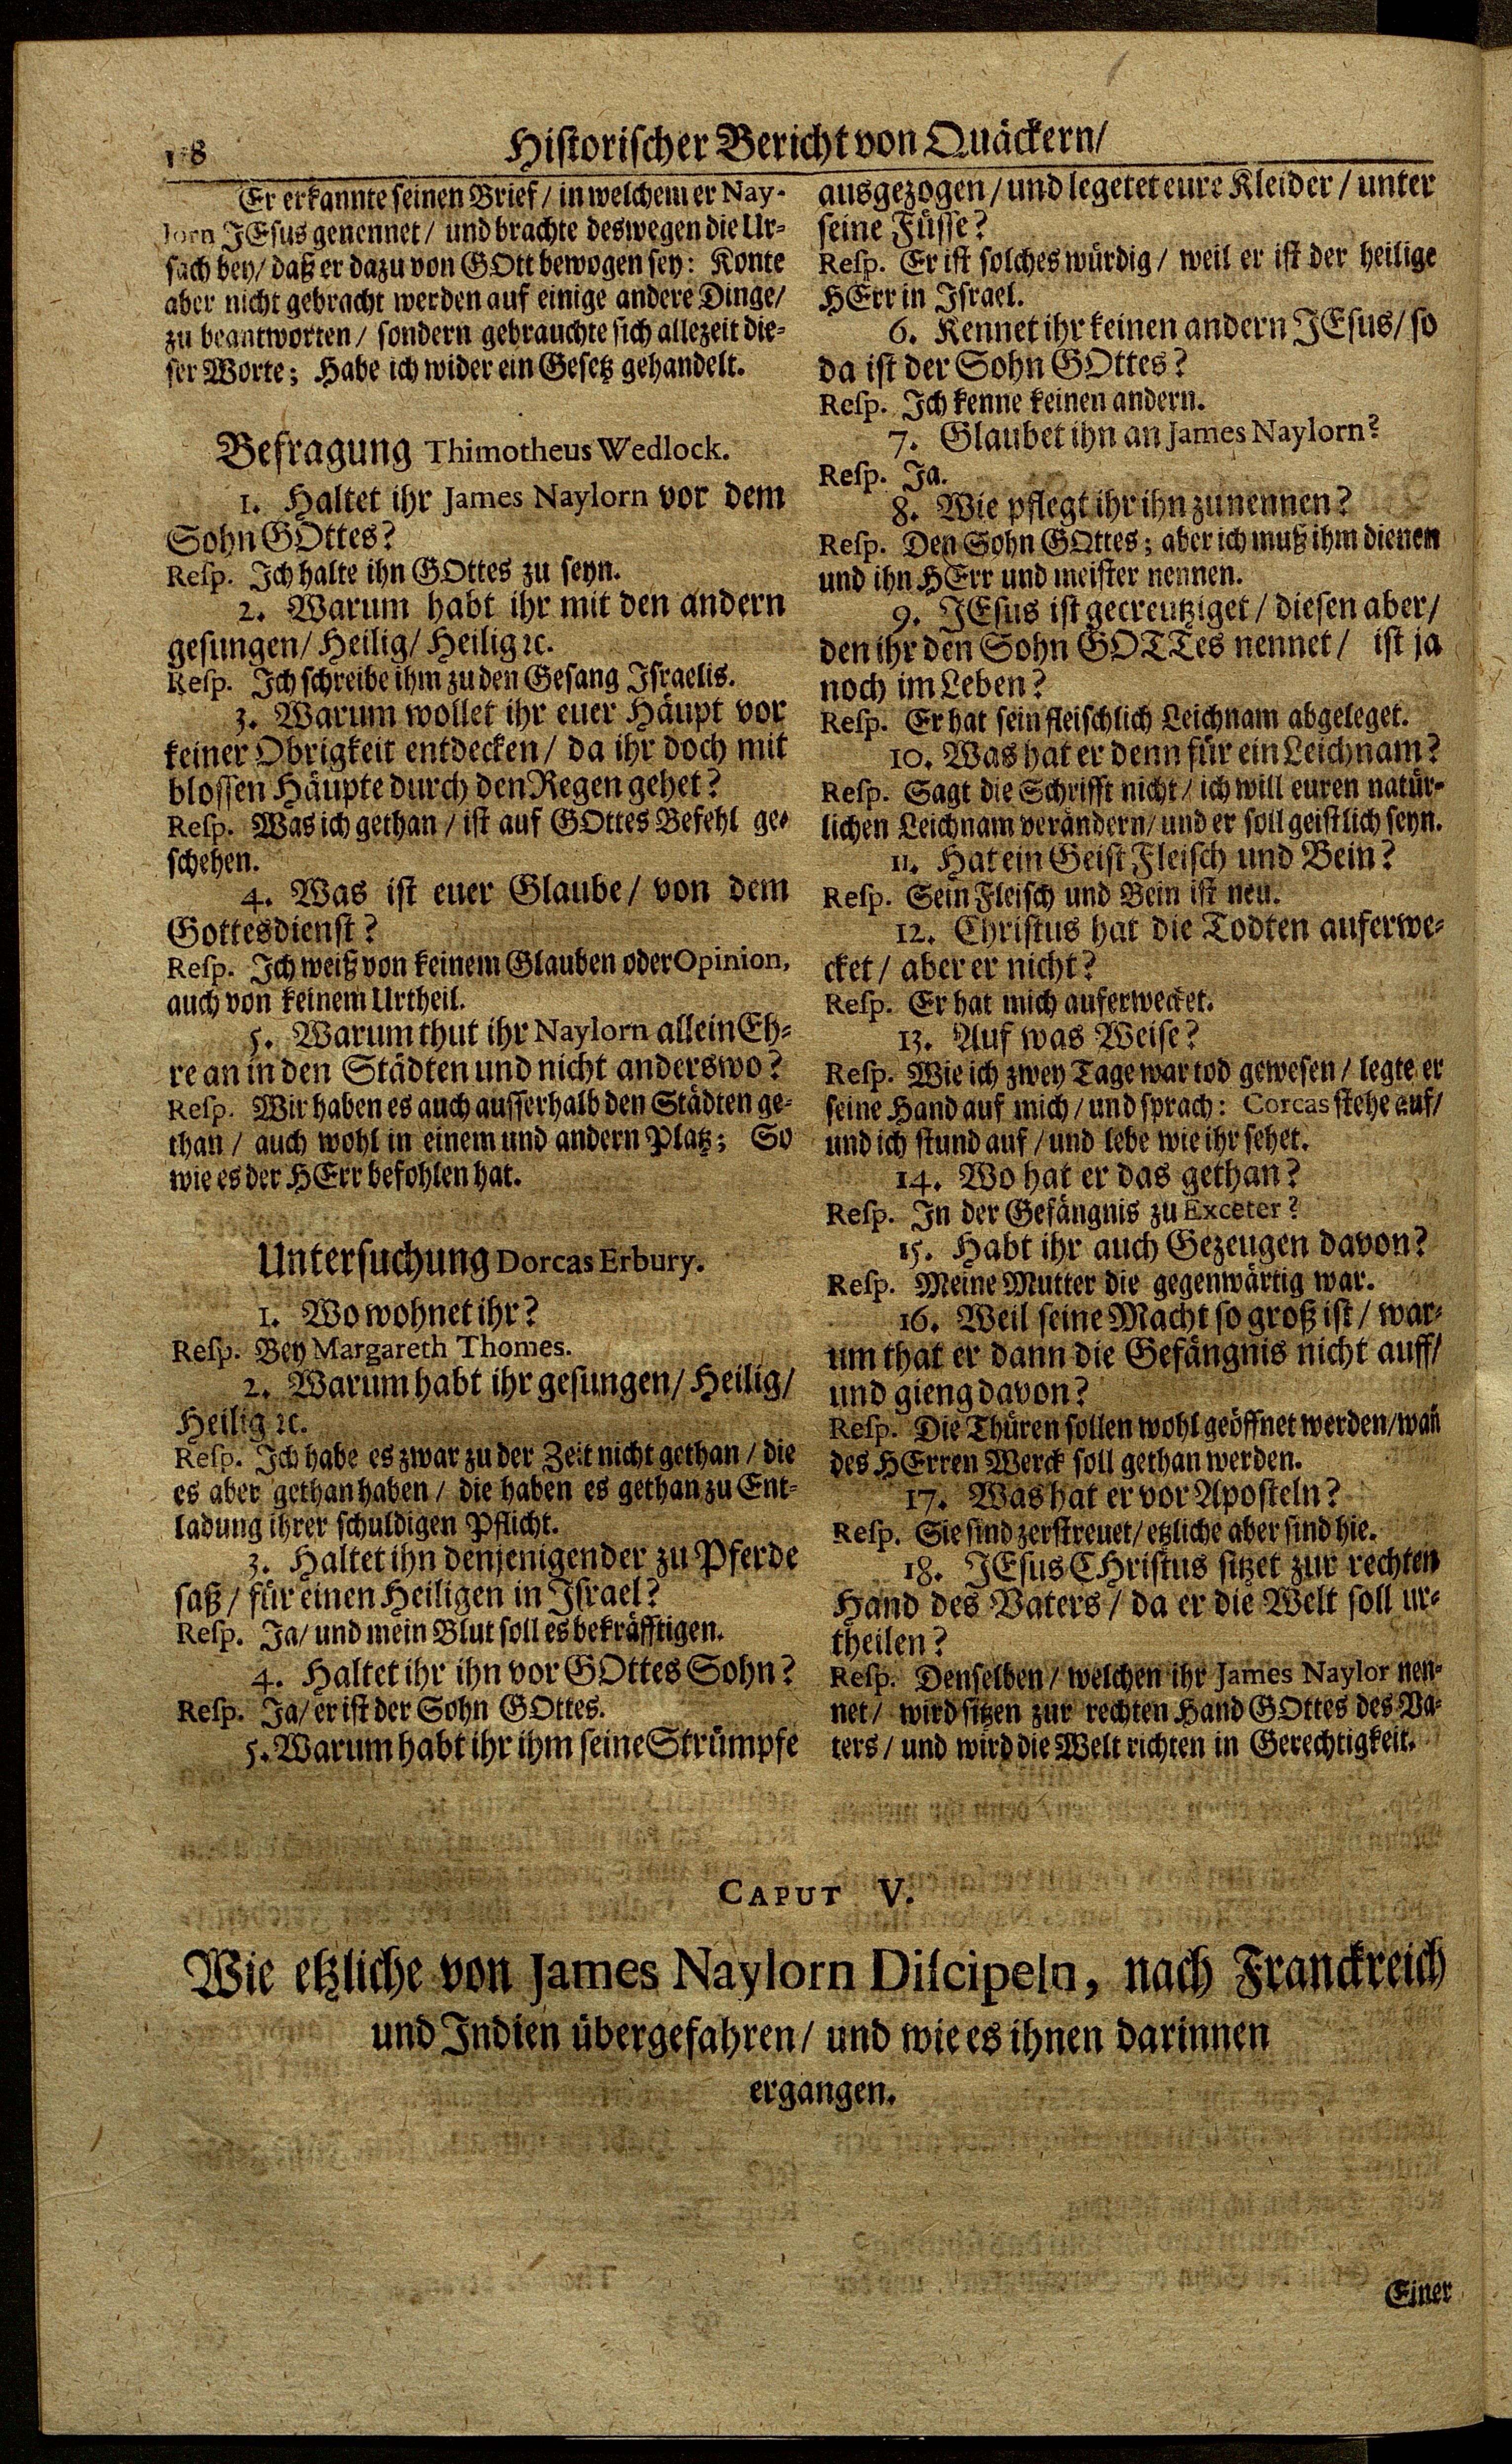 18
Historischer Bericht von Quäckern/
Er erkannte seinen Brief / in welchem er Nay-
lorn JEsus genennet / und brachte deswegen die Ur-
sach bey / daß er dazu von GOtt bewogen sey: Konte
aber nicht gebracht werden auf einige andere Dinge/
zu beantworten / sondern gebrauchte sich allezeit die-
ser Worte; Habe ich wider ein Gesetz gehandelt.
Befragung Thimotheus Wedlock.
1. Haltet ihr James Naylorn vor dem
Sohn GOttes?
Resp. Ich halte ihn GOttes zu seyn.
2. Warum habt ihr mit den andern
gesungen / Heilig / Heilig ꝛc.
Resp. Ich schreibe ihm zu den Gesang Israelis.
3. Warum wollet ihr euer Häupt vor
keiner Obrigkeit entdecken / da ihr doch mit
blossen Häupte durch den Regen gehet?
Resp. Was ich gethan / ist auf GOttes Befehl ge-
schehen.
4. Was ist euer Glaube / von dem
Gottesdienst?
Resp. Ich weiß von keinem Glauben oder Opinion,
auch von keinem Urtheil.
5. Warum thut ihr Naylorn allein Eh-
re an in den Städten und nicht anderswo?
Resp. Wir haben es auch ausserhalb den Städten ge-
than / auch wohl in einem und andern Platz; So
wie es der HErr befohlen hat.
Untersuchung Dorcas Erbury.
1. Wo wohnet ihr?
Resp. Bey Margareth Thomes.
2. Warum habt ihr gesungen / Heilig /
Heilig ꝛc.
Resp. Ich habe es zwar zu der Zeit nicht gethan / die
es aber gethan haben / die haben es gethan zu Ent-
ladung ihrer schuldigen Pflicht.
3. Haltet ihn denjenigen der zu Pferde
saß / für einen Heiligen in Israel?
Resp. Ja / und mein Blut soll es bekräfftigen.
4. Haltet ihr ihn vor GOttes Sohn?
Resp. Ja / er ist der Sohn GOttes.
5. Warum habt ihr ihm seine Strümpfe
ausgezogen / und legetet eure Kleider / unter
seine Füsse?
Resp. Er ist solches würdig / weil er ist der heilige
HErr in Israel.
6. Kennet ihr keinen andern JEsus / so
da ist der Sohn GOttes?
Resp. Ich kenne keinen andern.
7. Glaubet ihn an James Naylorn?
Resp. Ja.
8. Wie pflegt ihr ihn zu nennen?
Resp. Den Sohn GOttes; aber ich muß ihm dienen
und ihn HErr und meister nennen.
9. JEsus ist gecreutziget / diesen aber /
den ihr den Sohn GOTTes nennet / ist ja
noch im Leben?
Resp. Er hat sein fleischlich Leichnam abgeleget.
10. Was hat er denn für ein Leichnam?
Resp. Sagt die Schrifft nicht / ich will euren natür-
lichen Leichnam verändern / und er soll geistlich seyn.
11. Hat ein Geist Fleisch und Bein?
Resp. Sein Fleisch und Bein ist neu.
12. Christus hat die Todten auferwe-
cket / aber er nicht?
Resp. Er hat mich auferwecket.
13. Auf was Weise?
Resp. Wie ich zwey Tage war tod gewesen / legte er
seine Hand auf mich / und sprach: Corcas stehe auf/
und ich stund auf / und lebe wie ihr sehet.
14. Wo hat er das gethan?
Resp. In der Gefängnis zu Exceter?
15. Habt ihr auch Gezeugen davon?
Resp. Meine Mutter die gegenwärtig war.
16. Weil seine Macht so groß ist / war-
um that er dann die Gefängnis nicht auff/
und gieng davon?
Resp. Die Thüren sollen wohl geöffnet werden / wañ
des HErren Werck soll gethan werden.
17. Was hat er vor Aposteln?
Resp. Sie sind zerstreuet / etzliche aber sind hie.
18. JEsus CHristus sitzet zur rechten
Hand des Vaters / da er die Welt soll ur-
theilen?
Resp. Denselben / welchen ihr James Naylor nen-
net / wird sitzen zur rechten Hand GOttes des Va-
ters / und wird die Welt richten in Gerechtigkeit.
CAPUT V.
Wie etzliche von James Naylorn Discipeln, nach Franckreich
und Indien übergefahren / und wie es ihnen darinnen
ergangen.
Einer